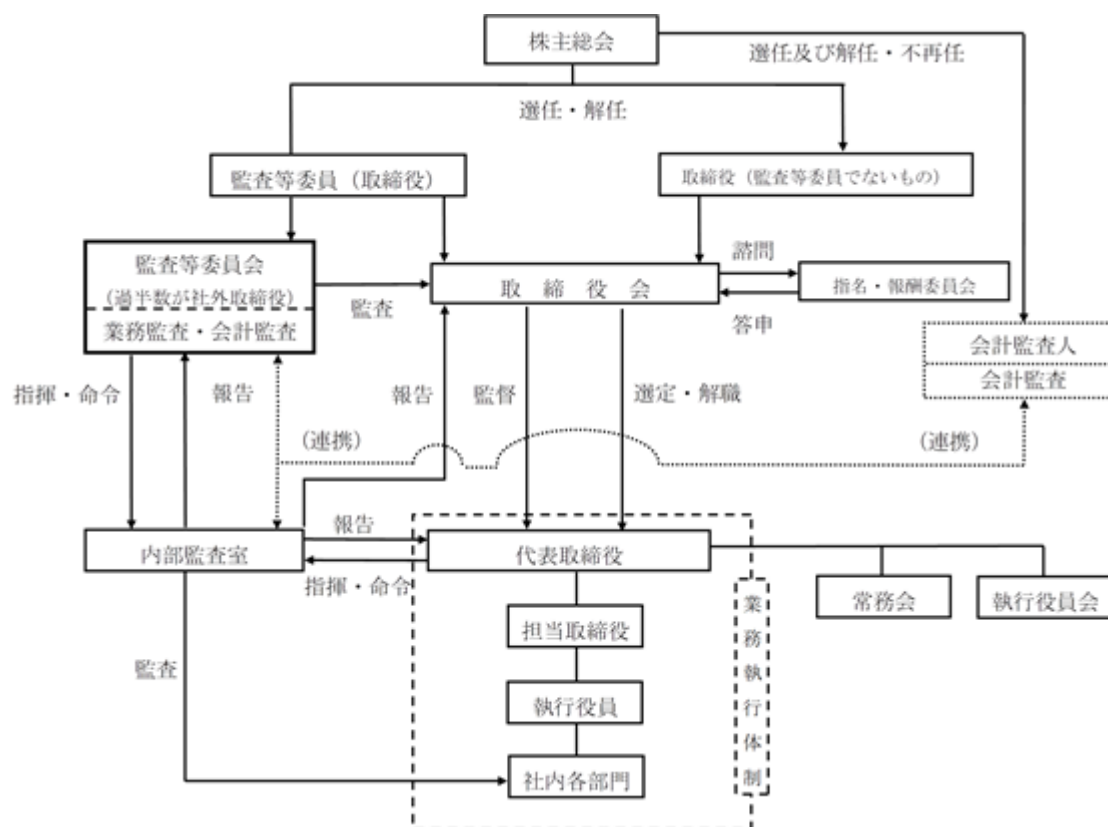 株主総会
選任及び解任・不再任
選任・解任
監査等委員（取締役）
取締役（監査等委員でないもの）
監査等委員会
(過半数が社外取締役)
業務監査・会計監査
監査
取締役会
諮問
答申
指名・報酬委員会
会計監査人
会計監査
指揮・命令
報告
報告
監督
選定・解職
(連携)
(連携)
内部監査室
報告
指揮・命令
代表取締役
常務会
執行役員会
業務執行体制
担当取締役
監査
執行役員
社内各部門